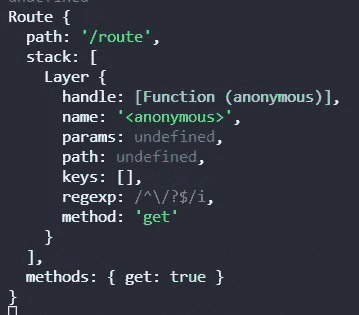 undefined
Route {
  path: '/route',
  stack: [
    Layer {
      handle: [Function (anonymous)],
      name: '<anonymous>',
      params: undefined,
      path: undefined,
      keys: [],
      regexp: /^\/?$/i,
      method: 'get'
    }
  ],
  methods: { get: true }
}